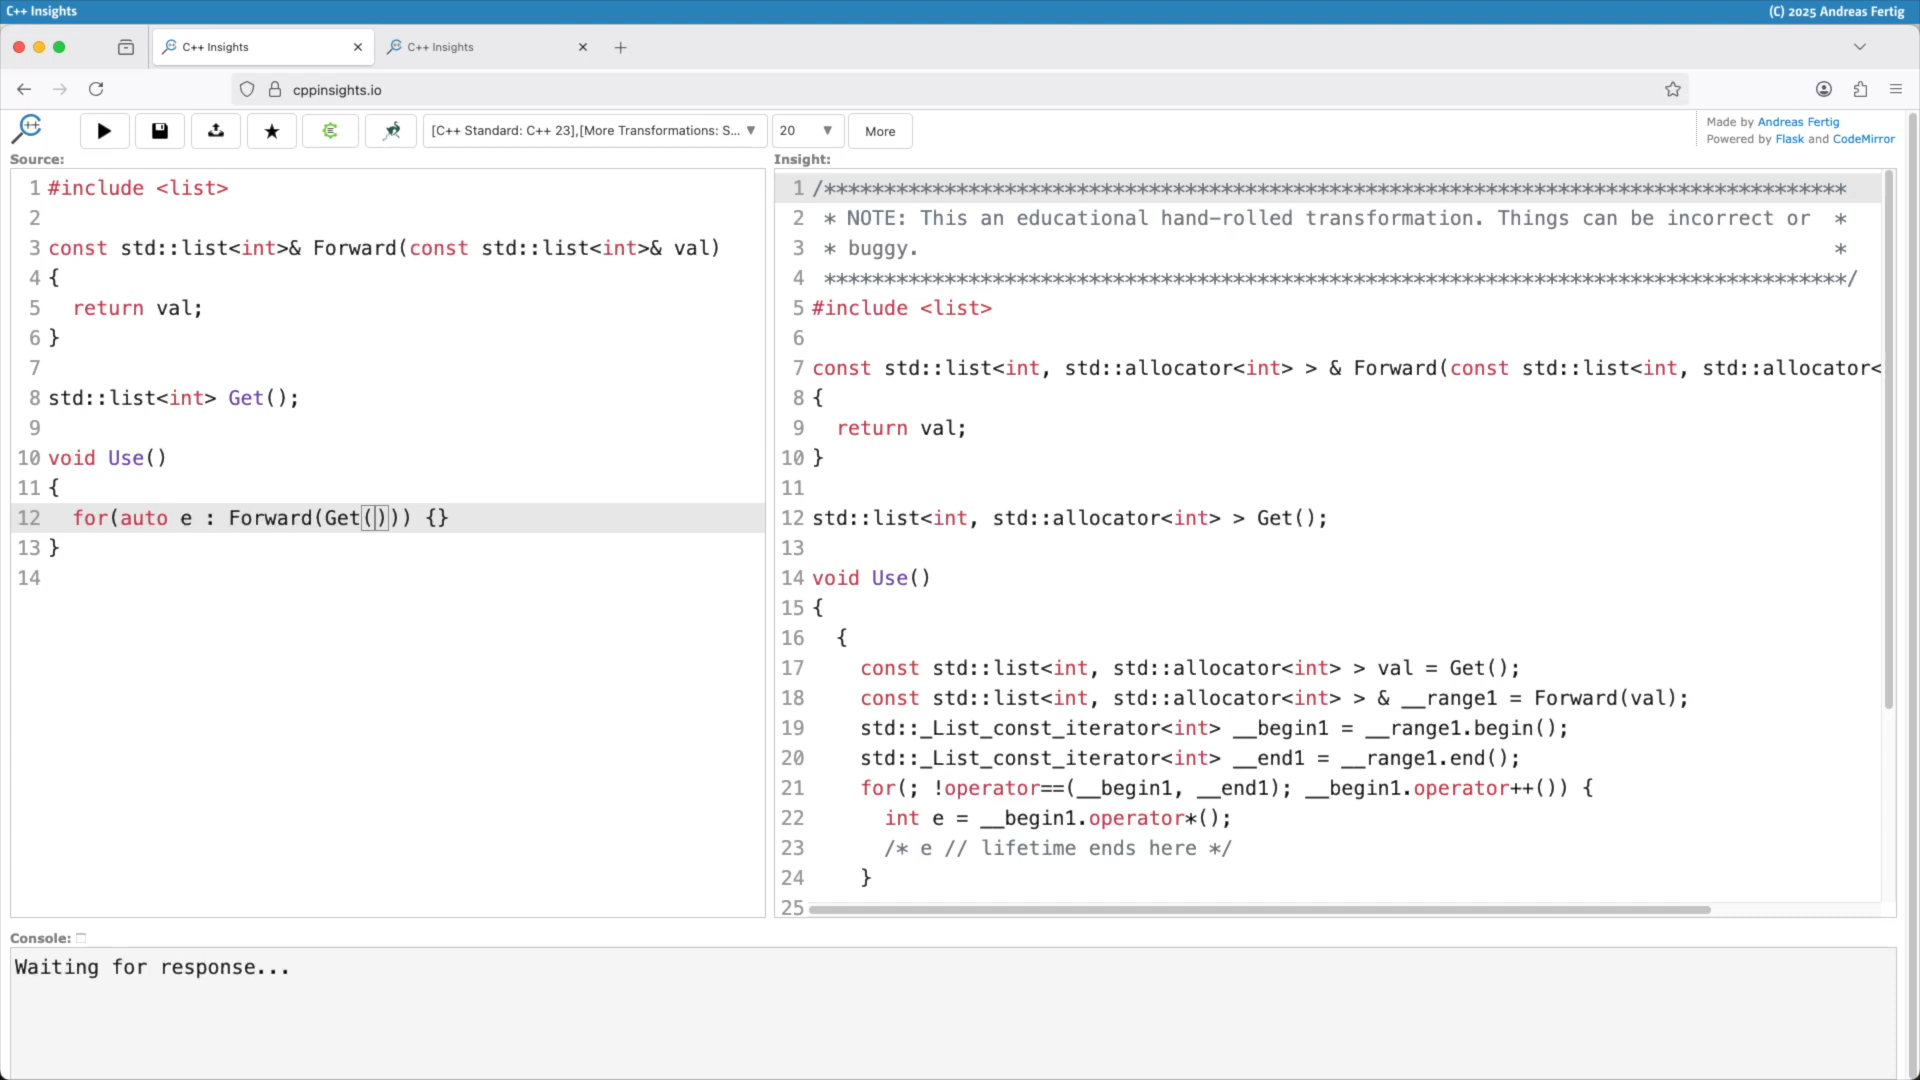 C++ Insights
(C) 2025 Andreas Fertig
C++ Insights
C++ Insights
cppinsights.io
[C++ Standard: C++ 23],[More Transformations: S...
20
More
Made by Andreas Fertig
Powered by Flask and CodeMirror
Source:
1 #include <list>
2
3 const std::list<int>& Forward(const std::list<int>& val)
4 {
5   return val;
6 }
7
8 std::list<int> Get();
9
10 void Use()
11 {
12   for(auto e : Forward(Get())) {}
13 }
14
Insight:
1 /*************************************************************************************
2  * NOTE: This an educational hand-rolled transformation. Things can be incorrect or  *
3  * buggy.                                                                            *
4  *************************************************************************************/
5 #include <list>
6
7 const std::list<int, std::allocator<int> > & Forward(const std::list<int, std::allocator<
8 {
9   return val;
10 }
11
12 std::list<int, std::allocator<int> > Get();
13
14 void Use()
15 {
16   {
17     const std::list<int, std::allocator<int> > val = Get();
18     const std::list<int, std::allocator<int> > & __range1 = Forward(val);
19     std::_List_const_iterator<int> __begin1 = __range1.begin();
20     std::_List_const_iterator<int> __end1 = __range1.end();
21     for(; !operator==(__begin1, __end1); __begin1.operator++()) {
22       int e = __begin1.operator*();
23       /* e // lifetime ends here */
24     }
25
Console:
Waiting for response...